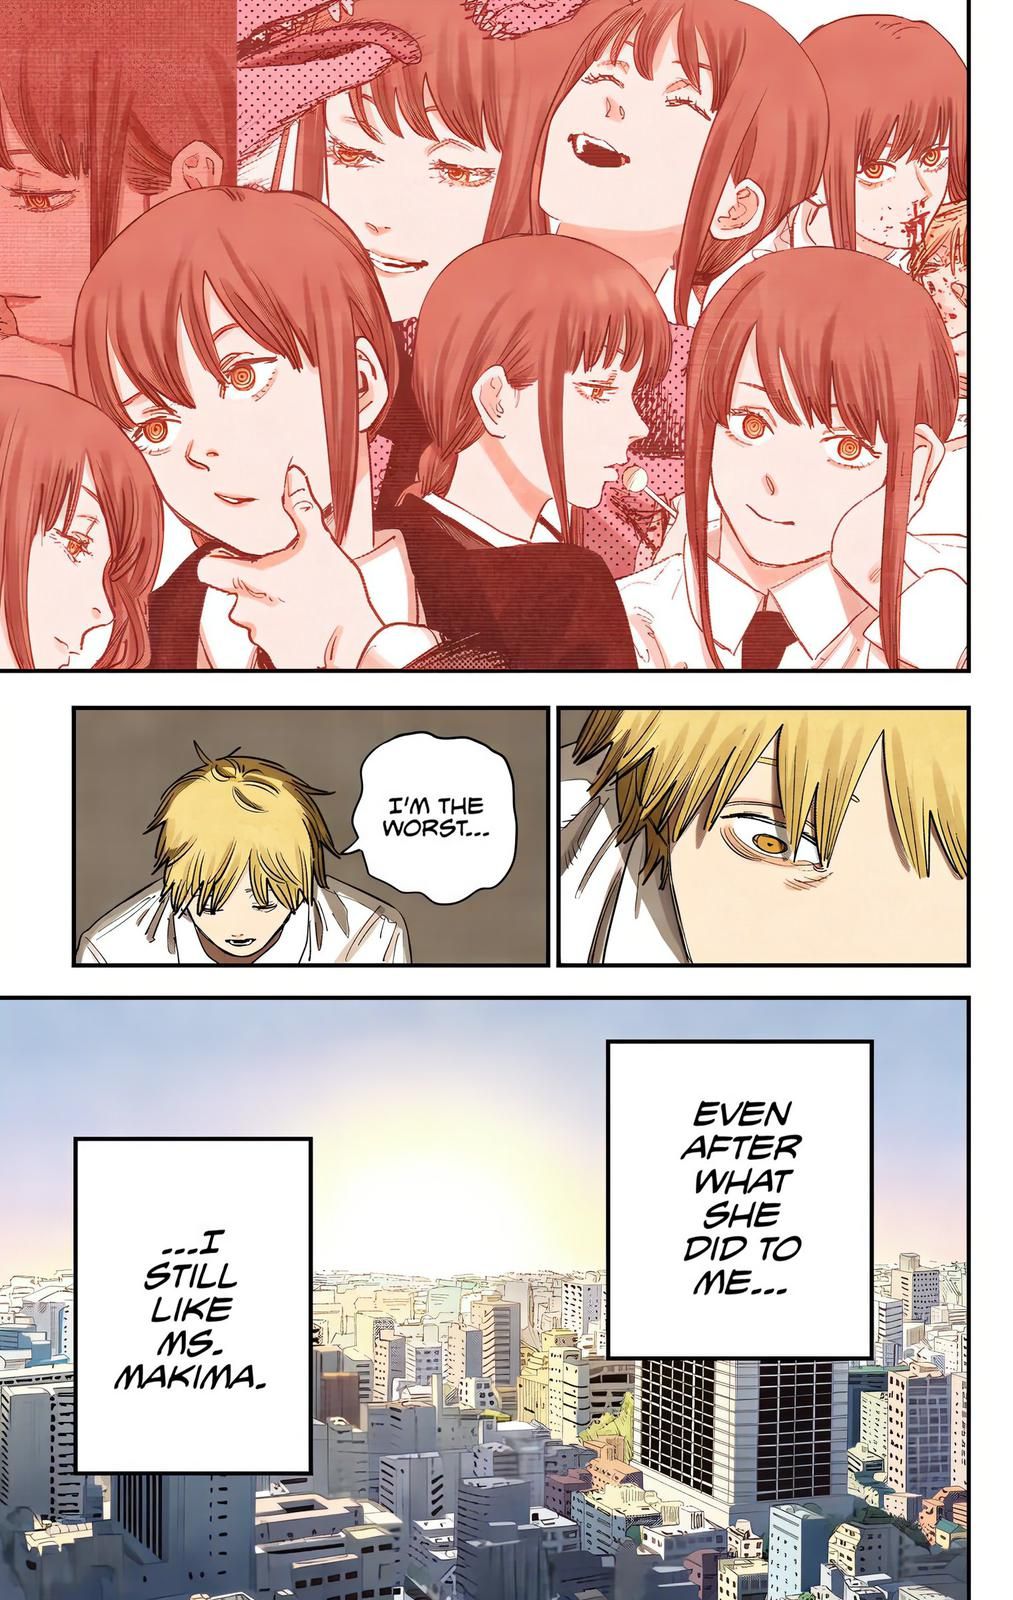 I'M THE
WORST...
EVEN
AFTER
WHAT
SHE
DID TO
ME...
...I
STILL
LIKE
MS.
MAKIMA.